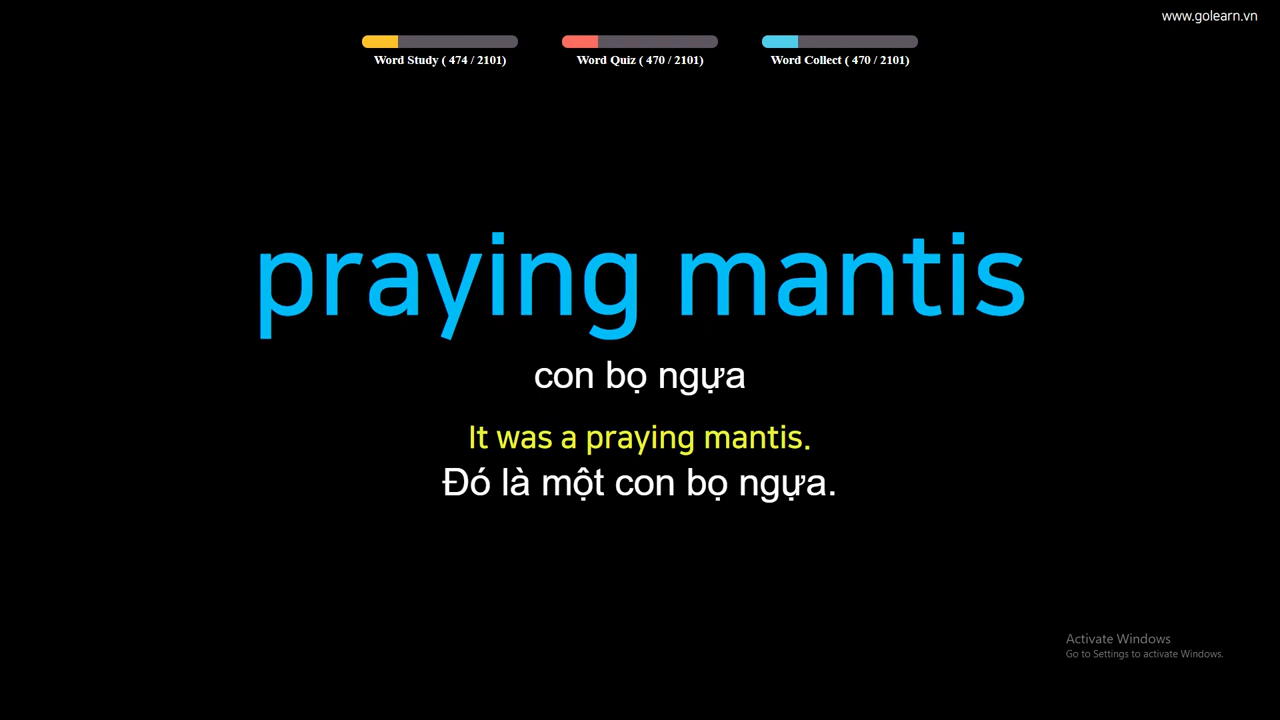 www.golearn.vn
Word Study ( 474 / 2101) Word Quiz ( 470 / 2101) Word Collect ( 470 / 2101)
praying mantis
con bọ ngựa
It was a praying mantis.
Đó là một con bọ ngựa.
Activate Windows
Go to Settings to activate Windows.